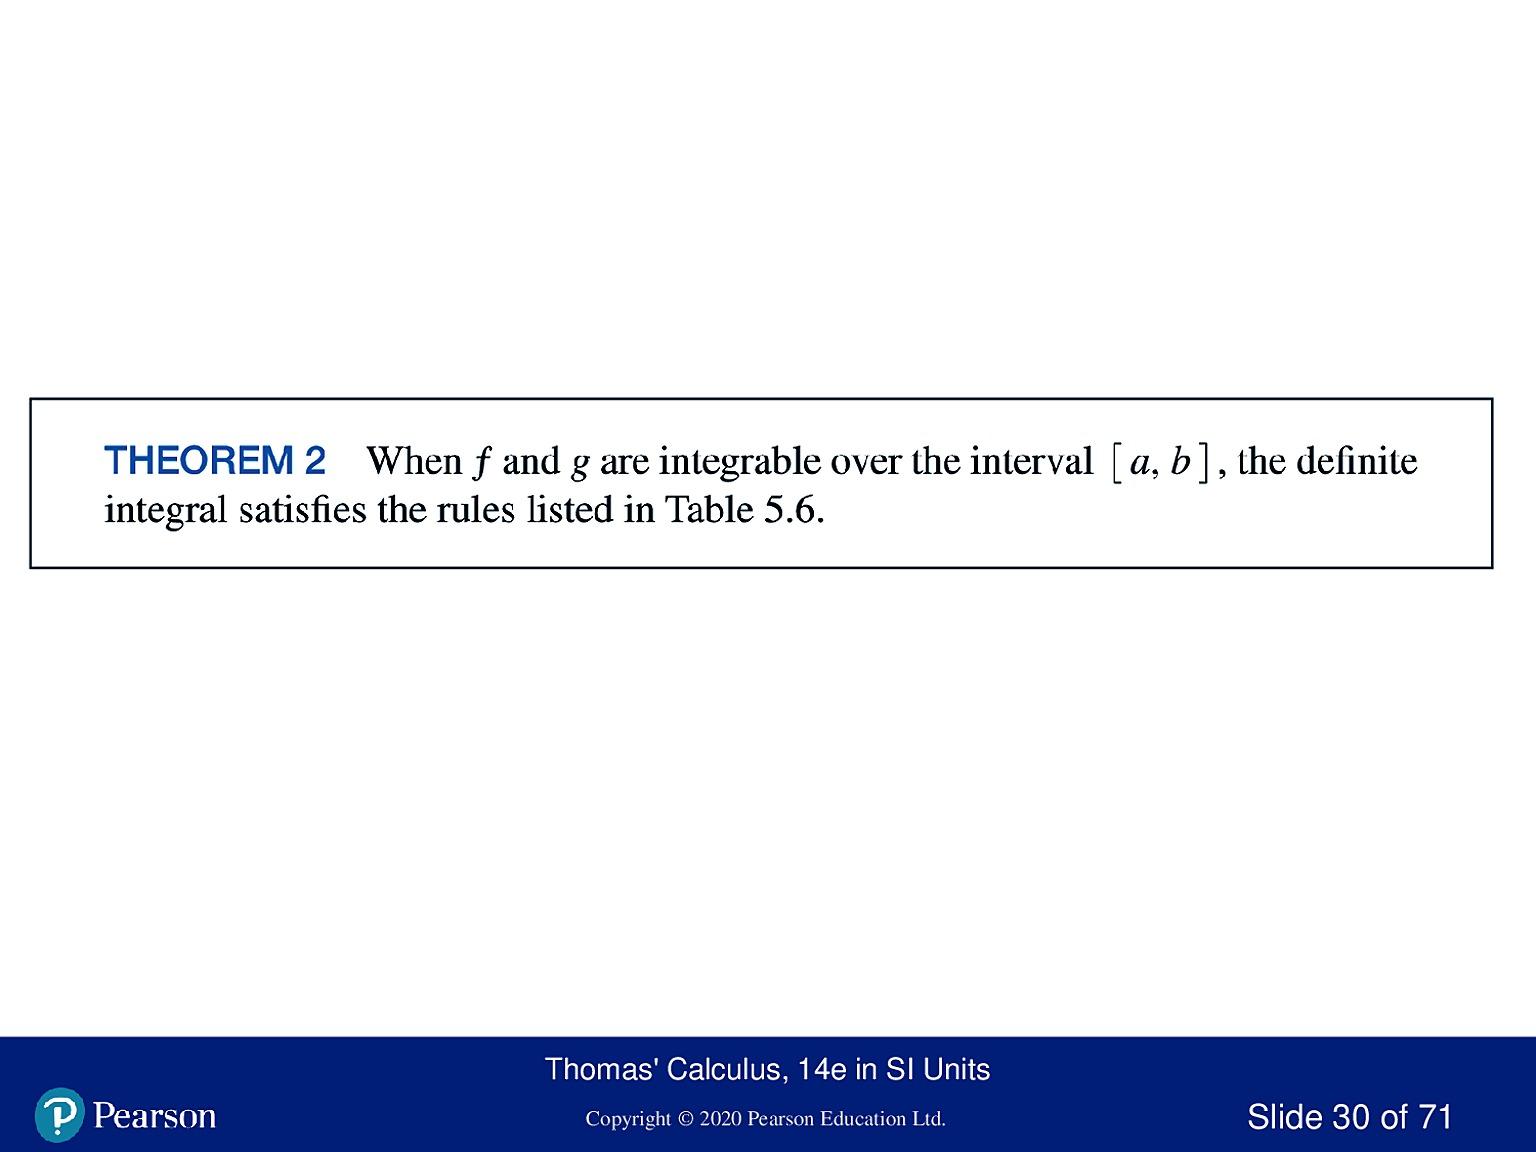 THEOREM 2 When f and g are integrable over the interval [a, b], the definite
integral satisfies the rules listed in Table 5.6.
Thomas' Calculus, 14e in SI Units
Pearson
Copyright © 2020 Pearson Education Ltd.
Slide 30 of 71